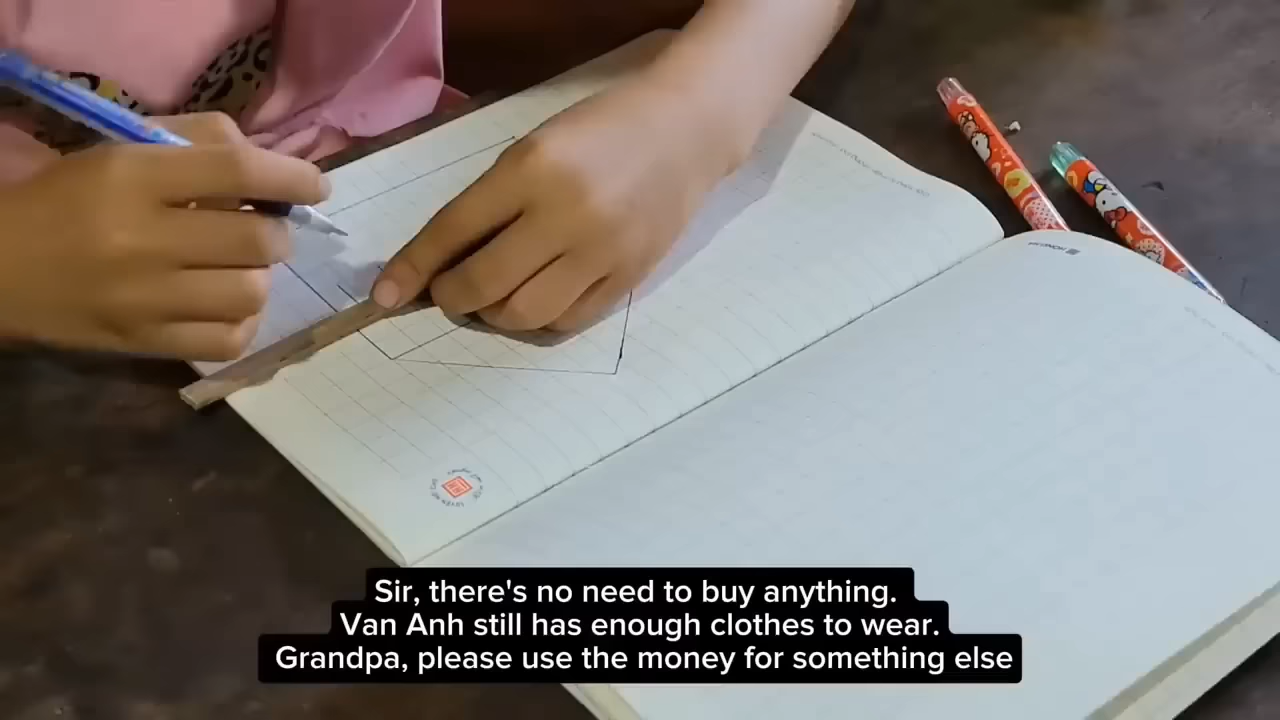 Sir, there's no need to buy anything.
Van Anh still has enough clothes to wear.
Grandpa, please use the money for something else